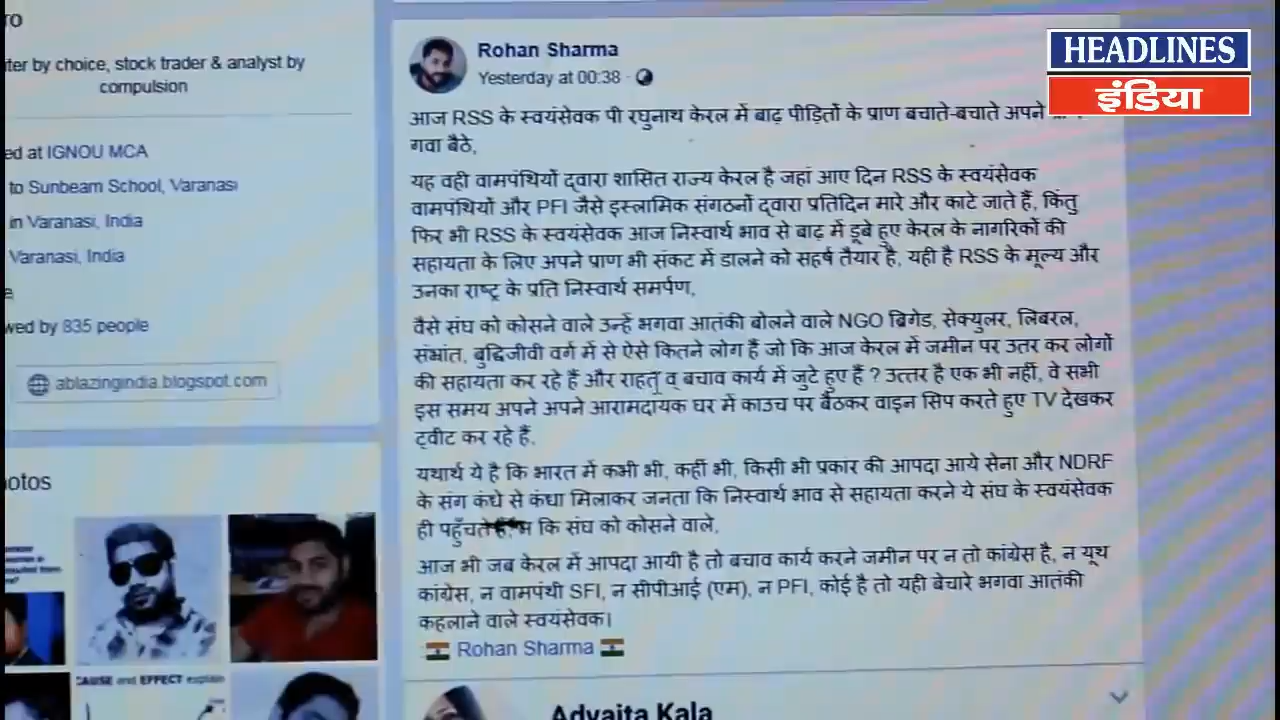 HEADLINES
इंडिया
ro
iter by choice, stock trader & analyst by
compulsion
ed at IGNOU MCA
to Sunbeam School, Varanasi
in Varanasi, India
Varanasi, India
wed by 835 people
ablazingindia.blogspot.com
otos
CAUSE and EFFECT explain
Rohan Sharma
Yesterday at 00:38
आज RSS के स्वयंसेवक पी रघुनाथ केरल में बाढ़ पीड़ितों के प्राण बचाते-बचाते अपने
गवा बैठे,
यह वही वामपंथियों द्वारा शासित राज्य केरल है जहां आए दिन RSS के स्वयंसेवक
वामपंथियों और PFI जैसे इस्लामिक संगठनों द्वारा प्रतिदिन मारे और काटे जाते हैं, किंतु
फिर भी RSS के स्वयंसेवक आज निस्वार्थ भाव से बाढ़ में डूबे हुए केरल के नागरिकों की
सहायता के लिए अपने प्राण भी संकट में डालने को सहर्ष तैयार है, यही है RSS के मूल्य और
उनका राष्ट्र के प्रति निस्वार्थ समर्पण,
वैसे संघ को कोसने वाले उन्हें भगवा आतंकी बोलने वाले NGO ब्रिगेड, सेक्युलर, लिबरल,
संभ्रांत, बुद्धिजीवी वर्ग में से ऐसे कितने लोग हैं जो कि आज केरल में जमीन पर उतर कर लोगों
की सहायता कर रहे हैं और राहत व् बचाव कार्य में जुटे हुए हैं ? उत्तर है एक भी नहीं, वे सभी
इस समय अपने अपने आरामदायक घर में काउच पर बैठकर वाइन सिप करते हुए TV देखकर
ट्वीट कर रहे हैं,
यथार्थ ये है कि भारत में कभी भी, कहीं भी, किसी भी प्रकार की आपदा आये सेना और NDRF
के संग कंधे से कंधा मिलाकर जनता कि निस्वार्थ भाव से सहायता करने ये संघ के स्वयंसेवक
ही पहुँचते हैं, न कि संघ को कोसने वाले,
आज भी जब केरल में आपदा आयी है तो बचाव कार्य करने जमीन पर न तो कांग्रेस है, न यूथ
कांग्रेस, न वामपंथी SFI, न सीपीआई (एम), न PFI, कोई है तो यही बेचारे भगवा आतंकी
कहलाने वाले स्वयंसेवक।
Rohan Sharma
Advaita Kala